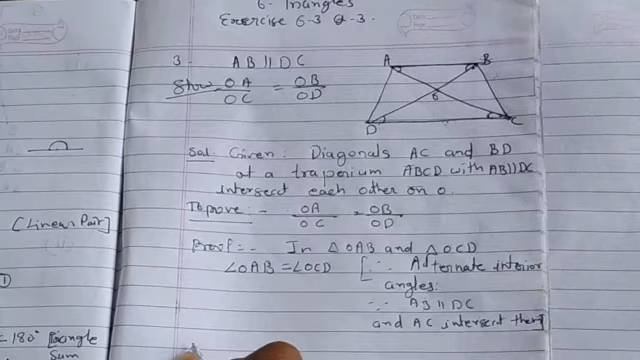 6- Triangles
Exercise 6-3 Q-3.
3 AB || DC
Show OA/OC = OB/OD
A B
O
D C
Sol. Given: Diagonals AC and BD
of a trapezium ABCD with AB||DC
intersect each other on O.
To prove:- OA/OC = OB/OD
Proof:- In △OAB and △OCD
∠OAB = ∠OCD [∵ Alternate interior
angles:
∵ AB || DC
and AC intersect them]
[Linear Pair]
= 180°
Sum